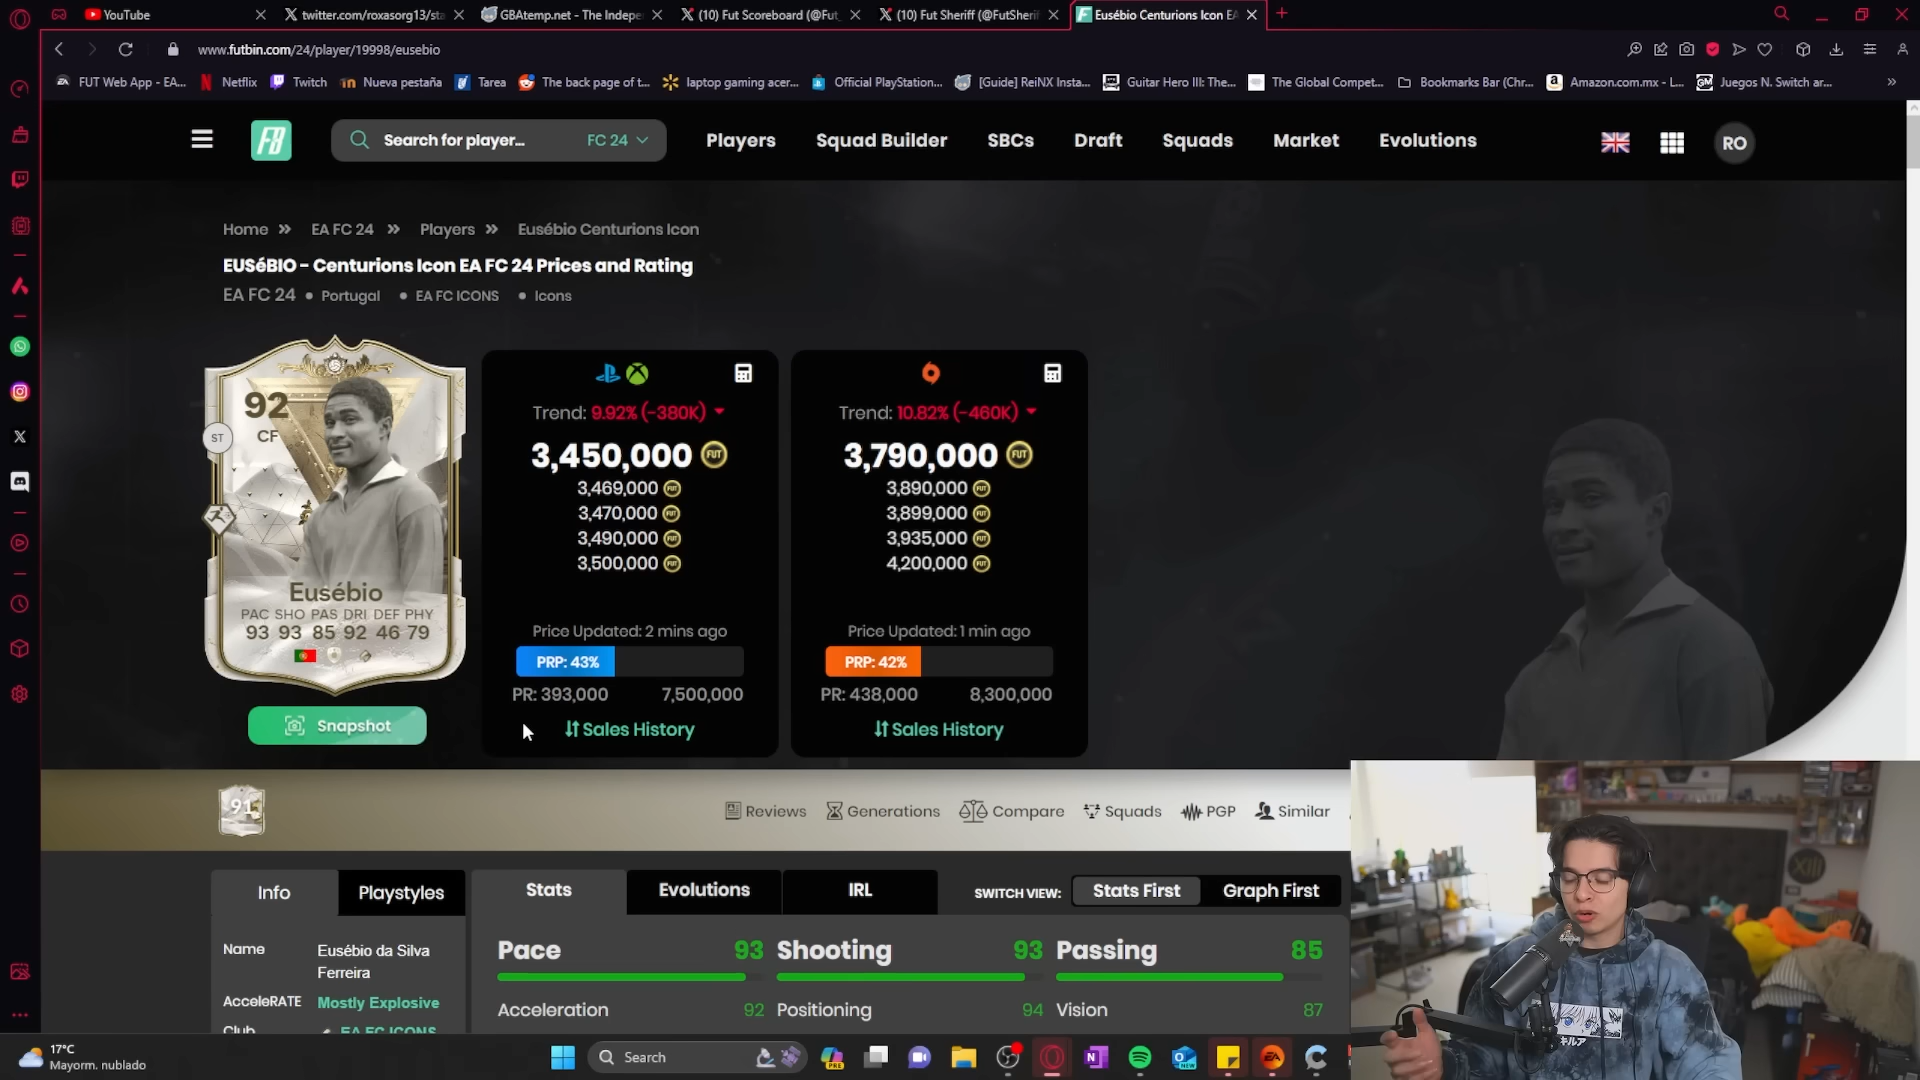 YouTube
twitter.com/roxasorg13/sta
GBAtemp.net - The Indepe
(10) Fut Scoreboard (@Fut_
(10) Fut Sheriff (@FutSheri
Eusébio Centurions Icon EA
www.futbin.com/24/player/19998/eusebio
FUT Web App - EA...
Netflix
Twitch
Nueva pestaña
Tarea
The back page of t...
laptop gaming acer...
Official PlayStation...
[Guide] ReiNX Insta...
Guitar Hero III: The...
The Global Compet...
Bookmarks Bar (Chr...
Amazon.com.mx - L...
Juegos N. Switch ar...
Search for player...
FC 24
Players
Squad Builder
SBCs
Draft
Squads
Market
Evolutions
RO
Home » EA FC 24 » Players » Eusébio Centurions Icon
EUSéBIO - Centurions Icon EA FC 24 Prices and Rating
EA FC 24 • Portugal • EA FC ICONS • Icons
92
CF
ST
Eusébio
PAC SHO PAS DRI DEF PHY
93 93 85 92 46 79
Snapshot
Trend: 9.92% (-380K)
3,450,000
3,469,000
3,470,000
3,490,000
3,500,000
Price Updated: 2 mins ago
PRP: 43%
PR: 393,000 7,500,000
Sales History
Trend: 10.82% (-460K)
3,790,000
3,890,000
3,899,000
3,935,000
4,200,000
Price Updated: 1 min ago
PRP: 42%
PR: 438,000 8,300,000
Sales History
91
Reviews
Generations
Compare
Squads
PGP
Similar
Info
Playstyles
Stats
Evolutions
IRL
SWITCH VIEW:
Stats First
Graph First
Name Eusébio da Silva
Ferreira
AcceleRATE Mostly Explosive
Club EA FC ICONS
Pace 93
Shooting 93
Passing 85
Acceleration 92
Positioning 94
Vision 87
17°C
Mayorm. nublado
Search